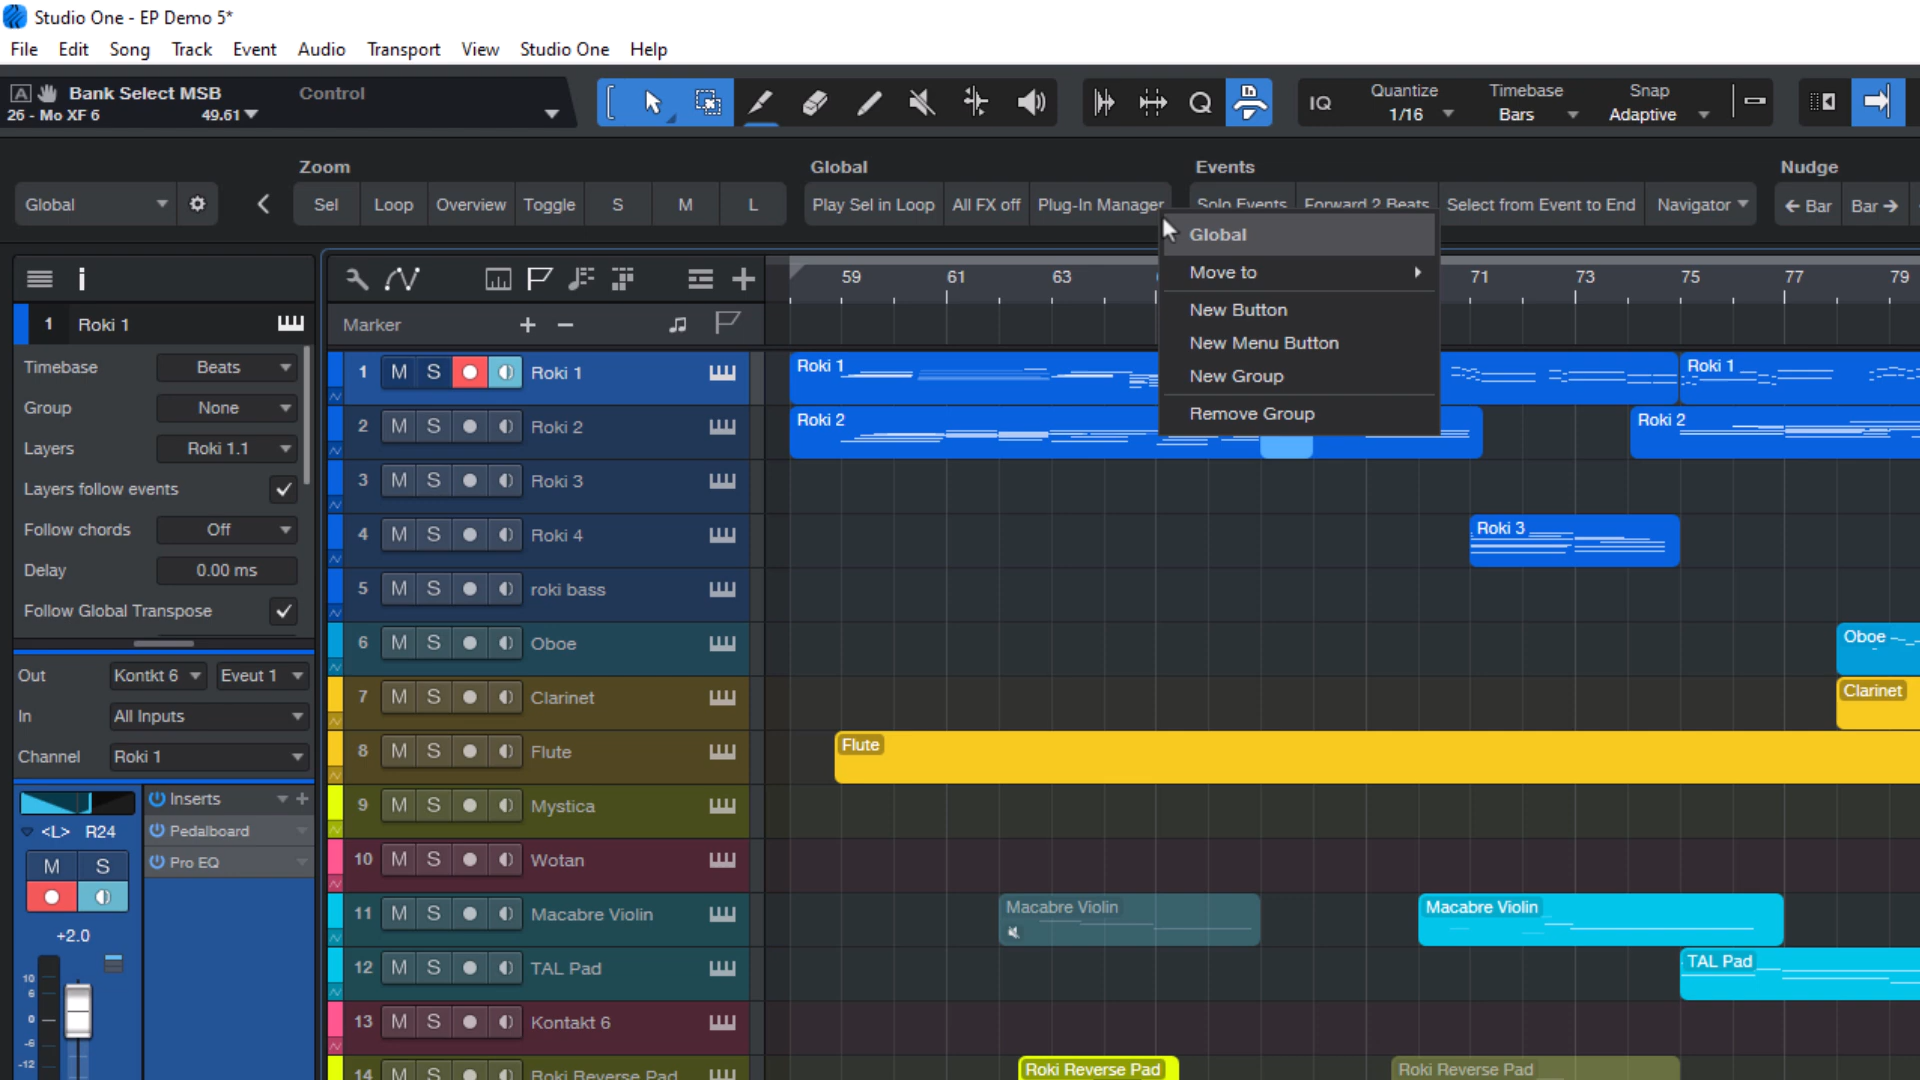 Studio One - EP Demo 5*
File Edit Song Track Event Audio Transport View Studio One Help
A Bank Select MSB Control
26 - Mo XF 6 49.61
IQ Quantize Timebase Snap
1/16 Bars Adaptive
Zoom Global Events Nudge
Global Sel Loop Overview Toggle S M L Play Sel in Loop All FX off Plug-In Manager Solo Events Forward 2 Beats Select from Event to End Navigator Bar Bar
Global
Move to
New Button
New Menu Button
New Group
Remove Group
59 61 63 71 73 75 77 79
Marker
1 Roki 1
Timebase Beats
Group None
Layers Roki 1.1
Layers follow events
Follow chords Off
Delay 0.00 ms
Follow Global Transpose
Out Kontkt 6 Eveut 1
In All Inputs
Channel Roki 1
Inserts
<L> R24 Pedalboard
M S Pro EQ
+2.0
10
6
0
-6
-12
1 M S Roki 1
2 M S Roki 2
3 M S Roki 3
4 M S Roki 4
5 M S roki bass
6 M S Oboe
7 M S Clarinet
8 M S Flute
9 M S Mystica
10 M S Wotan
11 M S Macabre Violin
12 M S TAL Pad
13 M S Kontakt 6
14 M S Roki Reverse Pad
Roki 1 Roki 1
Roki 2 Roki 2
Roki 3
Oboe
Clarinet
Flute
Macabre Violin Macabre Violin
TAL Pad
Roki Reverse Pad Roki Reverse Pad